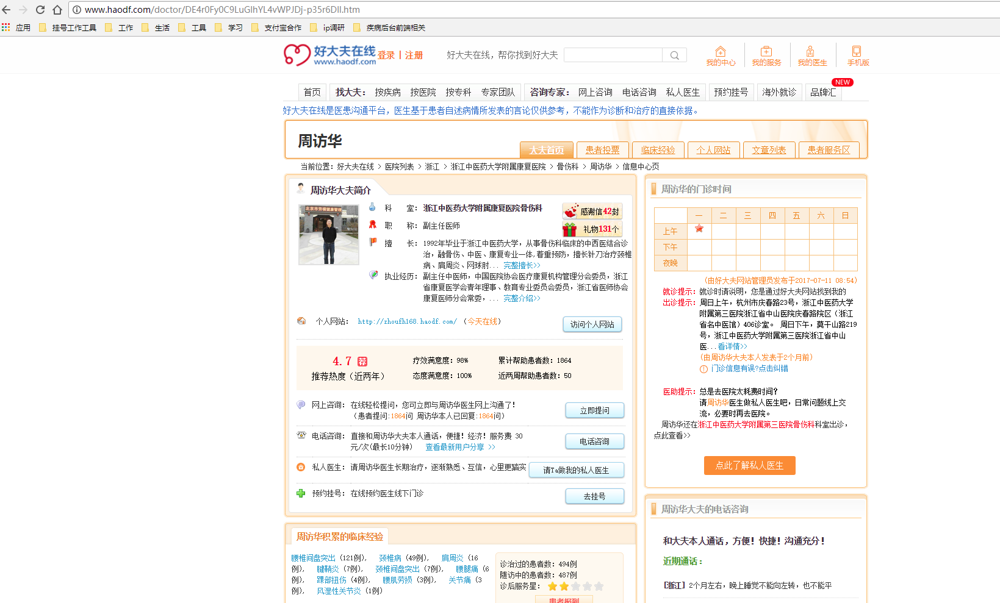 www.haodf.com/doctor/DE4r0Fy0C9LuGIhYL4vWPJDj-p35r6DIl.htm
应用 挂号工作工具 工作 生活 工具 学习 支付宝合作 ip调研 疾病后台前端相关
好大夫在线
www.haodf.com
登录 | 注册
好大夫在线，帮你找到好大夫
我的中心 我的服务 我的医生 手机版
NEW
首页 找大夫： 按疾病 按医院 按专科 专家团队 咨询专家： 网上咨询 电话咨询 私人医生 预约挂号 海外就诊 品牌汇
好大夫在线是医患沟通平台，医生基于患者自述病情所发表的言论仅供参考，不能作为诊断和治疗的直接依据。
周访华
大夫首页 患者投票 临床经验 个人网站 文章列表 患者服务区
当前位置：好大夫在线 > 医院列表 > 浙江 > 浙江中医药大学附属康复医院 > 骨伤科 > 周访华 > 信息中心页
周访华大夫简介
北京市劳模健康管理
科 室：浙江中医药大学附属康复医院骨伤科
感谢信42封
职 称：副主任医师
礼物131个
擅 长：1992年毕业于浙江中医药大学，从事骨伤科临床的中西医结合诊
治，融骨伤、中医、康复专业一体,着重预防，擅长针刀治疗颈椎
病、肩周炎、网球肘... 完整擅长>>
执业经历：副主任中医师，中国医院协会医疗康复机构管理分会委员，浙江
省康复医学会青年理事、教育专业委员会委员，浙江省医师协会
康复医师分会常委，... 完整介绍>>
个人网站： http://zhoufh168.haodf.com/ （今天在线）
访问个人网站
4.7 荐
推荐热度（近两年）
疗效满意度：98% 累计帮助患者数：1864
态度满意度：100% 近两周帮助患者数：50
网上咨询：在线轻松提问，您可立即与周访华医生网上沟通了！
（患者提问:1864问 周访华本人已回复:1864问）
立即提问
电话咨询：直接和周访华大夫本人通话，便捷！经济！服务费 30
元/次(最长10分钟) 查看最新用户分享 >>
电话咨询
私人医生：请周访华医生长期治疗，逐渐熟悉、互信，心里更踏实
请Ta做我的私人医生
预约挂号：在线预约医生线下门诊
去挂号
周访华积累的临床经验
腰椎间盘突出（121例）， 颈椎病（49例）， 肩周炎（16
例）， 腱鞘炎（7例）， 颈椎间盘突出（7例）， 腰腿痛（6
例）， 踝部扭伤（4例）， 腰肌劳损（3例）， 关节痛（3
例）， 风湿性关节炎（1例）
诊治过的患者数：494例
随访中的患者数：487例
诊后服务星：
患者报到
周访华的门诊时间
一 二 三 四 五 六 日
上午
下午
夜晚
（由好大夫网站管理员发布于2017-07-11 08:54）
就诊提示：就诊时请说明，您是通过好大夫网站找到我的
出诊提示：周日上午，杭州市庆春路23号，浙江中医药大学
附属第三医院浙江省中山医院庆春路院区（浙江
省名中医馆）406诊室。 周日下午，莫干山路219
号，浙江中医药大学附属第三医院浙江省中山
医...看详情>>
（由周访华大夫本人发表于2个月前）
门诊信息有误?点击纠错
医助提示：总是去医院太耗费时间？
请周访华医生做私人医生吧，日常问题线上交
流，必要时再去医院。
周访华还在浙江中医药大学附属第三医院骨伤科科室出诊，
点此查看>>
点此了解私人医生
周访华大夫的电话咨询
和大夫本人通话，方便！快捷！沟通充分！
近期通话：
【浙江】2个月左右，晚上睡觉不能向左转，也不能平